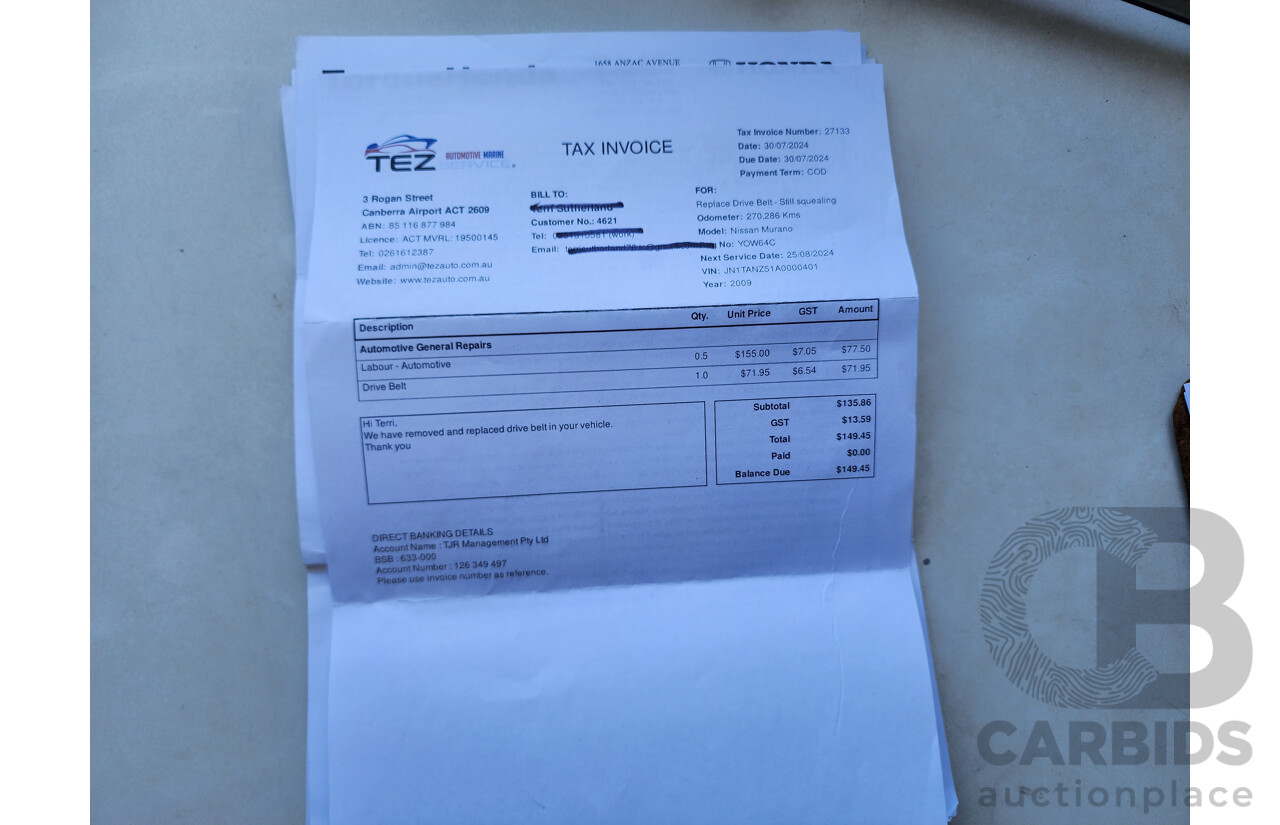 1658 ANZAC AVENUE
HONDA
TEZ AUTOMOTIVE MARINE
SERVICE
TAX INVOICE
Tax Invoice Number: 27133
Date: 30/07/2024
Due Date: 30/07/2024
Payment Term: COD
3 Rogan Street
Canberra Airport ACT 2609
ABN: 85 116 877 984
Licence: ACT MVRL: 19500145
Tel: 0261612387
Email: admin@tezauto.com.au
Website: www.tezauto.com.au
BILL TO:
Customer No.: 4621
Tel:
Email:
FOR:
Replace Drive Belt - Still squealing
Odometer: 270,286 Kms
Model: Nissan Murano
No: YOW64C
Next Service Date: 25/08/2024
VIN: JN1TANZ51A0000401
Year: 2009
Description Qty. Unit Price GST Amount
Automotive General Repairs
Labour - Automotive 0.5 $155.00 $7.05 $77.50
Drive Belt 1.0 $71.95 $6.54 $71.95
Hi Terri,
We have removed and replaced drive belt in your vehicle.
Thank you
Subtotal $135.86
GST $13.59
Total $149.45
Paid $0.00
Balance Due $149.45
DIRECT BANKING DETAILS
Account Name : TJR Management Pty Ltd
BSB : 633-000
Account Number : 126 349 497
Please use invoice number as reference.
CB
CARBIDS
auctionplace